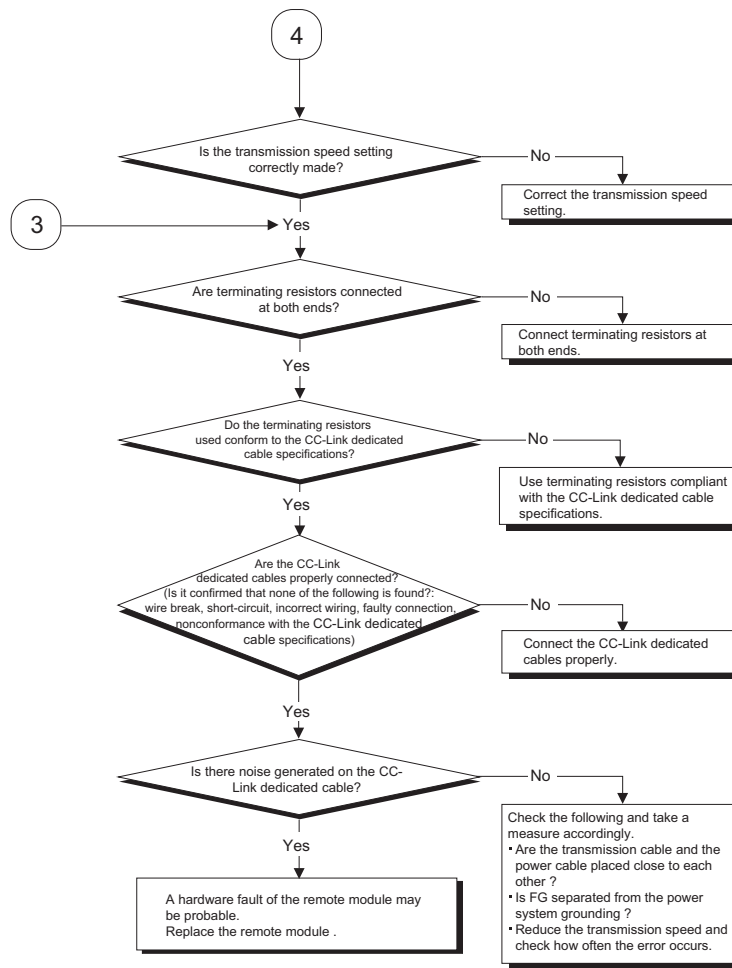 4
Is the transmission speed setting
correctly made?
No
Correct the transmission speed
setting.
3
Yes
Are terminating resistors connected
at both ends?
No
Connect terminating resistors at
both ends.
Yes
Do the terminating resistors
used conform to the CC-Link dedicated
cable specifications?
No
Use terminating resistors compliant
with the CC-Link dedicated cable
specifications.
Yes
Are the CC-Link
dedicated cables properly connected?
(Is it confirmed that none of the following is found?:
wire break, short-circuit, incorrect wiring, faulty connection,
nonconformance with the CC-Link dedicated
cable specifications)
No
Connect the CC-Link dedicated
cables properly.
Yes
Is there noise generated on the CC-
Link dedicated cable?
No
Check the following and take a
measure accordingly.
▪ Are the transmission cable and the
power cable placed close to each
other ?
▪ Is FG separated from the power
system grounding ?
▪ Reduce the transmission speed and
check how often the error occurs.
Yes
A hardware fault of the remote module may
be probable.
Replace the remote module .